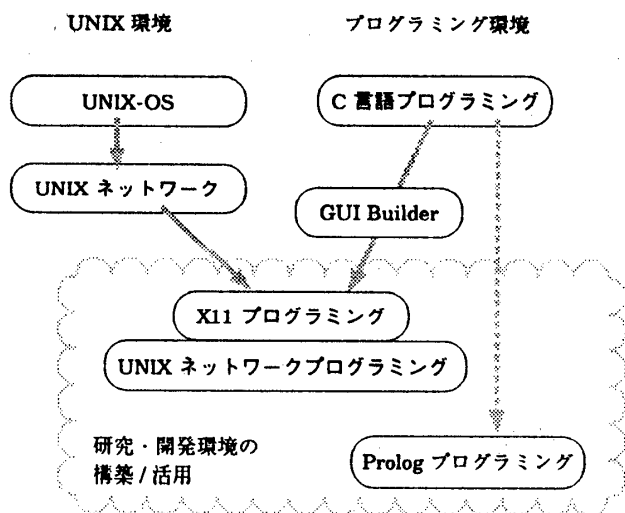 UNIX 環境
プログラミング環境
UNIX-OS
C 言語プログラミング
UNIX ネットワーク
GUI Builder
X11 プログラミング
UNIX ネットワークプログラミング
研究・開発環境の
構築 / 活用
Prolog プログラミング